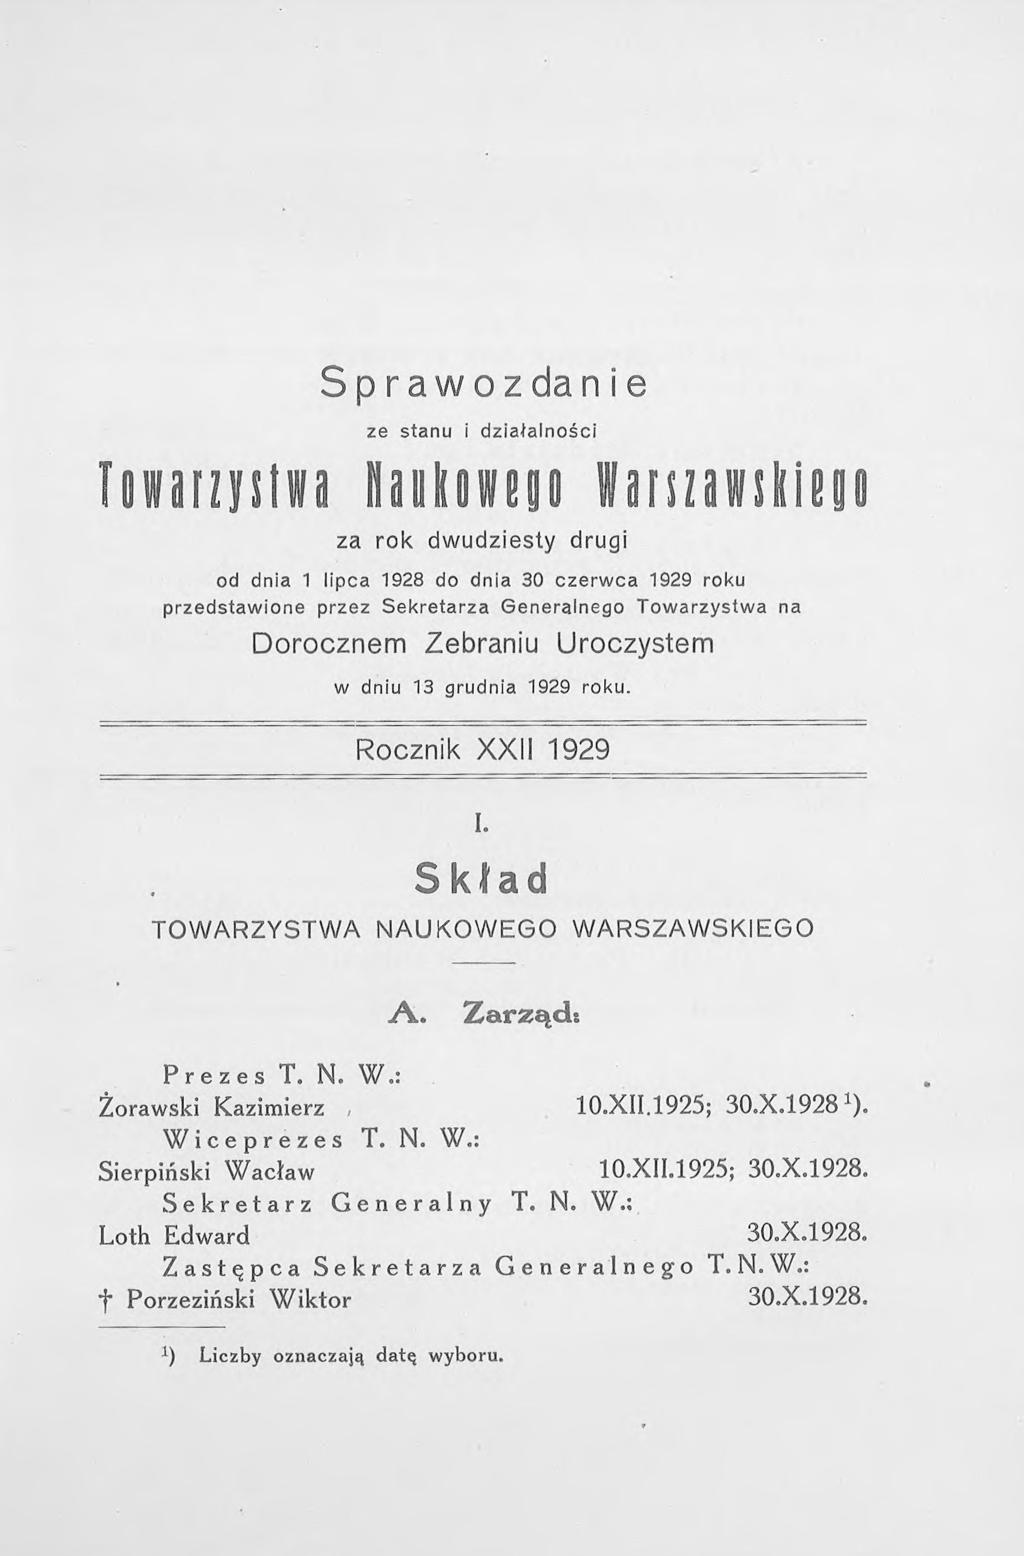 Sprawozdanie
ze stanu i działalności
Towarzystwa Naukowego Warszawskiego
za rok dwudziesty drugi
od dnia 1 lipca 1928 do dnia 30 czerwca 1929 roku
przedstawione przez Sekretarza Generalnego Towarzystwa na
Dorocznem Zebraniu Uroczystem
w dniu 13 grudnia 1929 roku.
Rocznik XXII 1929
I.
Skład
TOWARZYSTWA NAUKOWEGO WARSZAWSKIEGO
A. Zarząd:
Prezes T. N. W.:
Żorawski Kazimierz 10.XII.1925; 30.X.1928 ¹).
Wiceprezes T. N. W.:
Sierpiński Wacław 10.XII.1925; 30.X.1928.
Sekretarz Generalny T. N. W.:
Loth Edward 30.X.1928.
Zastępca Sekretarza Generalnego T. N. W.:
† Porzeziński Wiktor 30.X.1928.
¹) Liczby oznaczają datę wyboru.